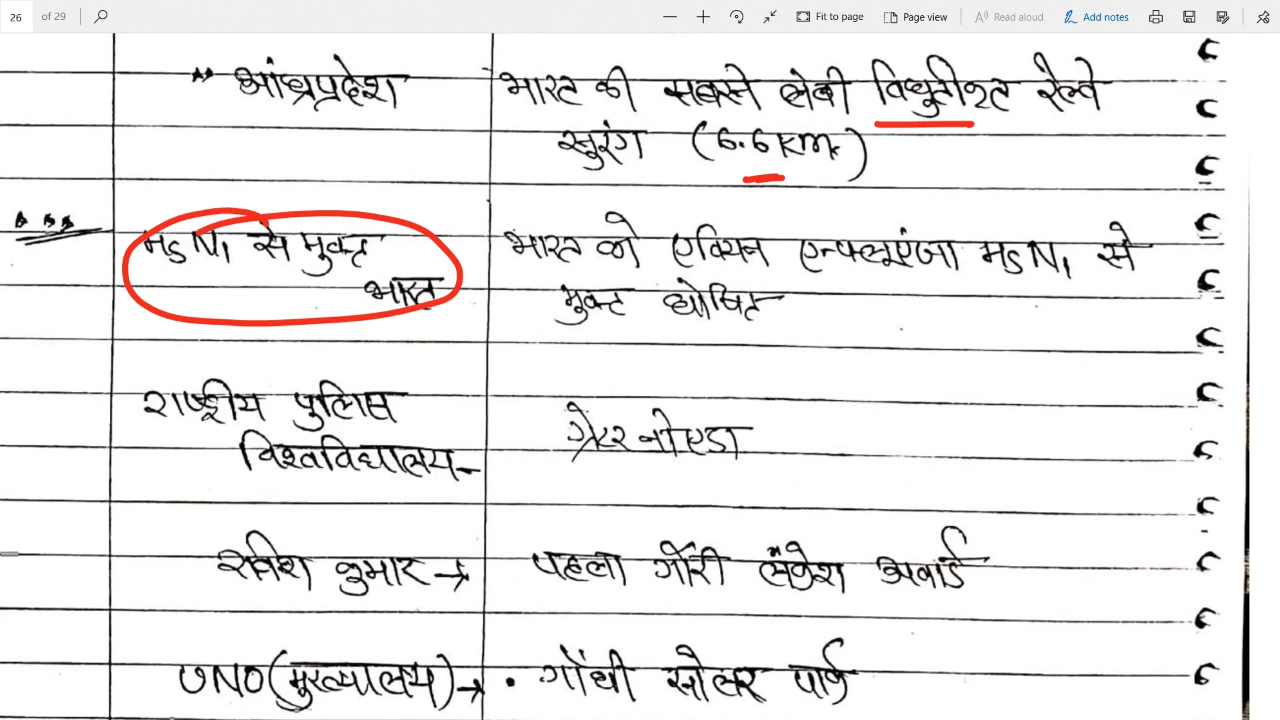 26 of 29 Fit to page Page view Read aloud Add notes
आंध्रप्रदेश भारत की सबसे लंबी विधुतीश्त रेल्वे
सुरंग (6.6 KM)
H5N1 से मुक्त भारत को एवियन एन्फ्लूएंजा H5N1 से
भारत मुक्त घोषित
राष्ट्रीय पुलिस ग्रेटर नोएडा
विश्वविधालय-
रविश कुमार → पहला गौरी लंकेश अवार्ड
UNO(मुख्यालय) → • गाँधी सोलर पार्क